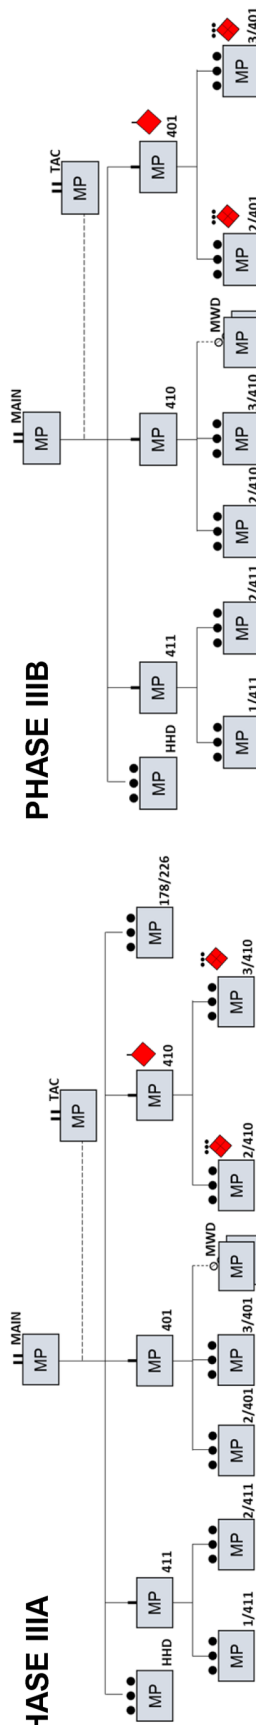 HASE IIIA
MAIN
MP
TAC
MP
HHD
MP
411
MP
401
MP
410
MP
178/226
MP
1/411
MP
2/411
MP
2/401
MP
3/401
MP
MWD
MP
2/410
MP
3/410
MP
PHASE IIIB
MAIN
MP
TAC
MP
HHD
MP
411
MP
410
MP
401
MP
1/411
MP
2/411
MP
2/410
MP
3/410
MP
MWD
MP
2/401
MP
3/401
MP